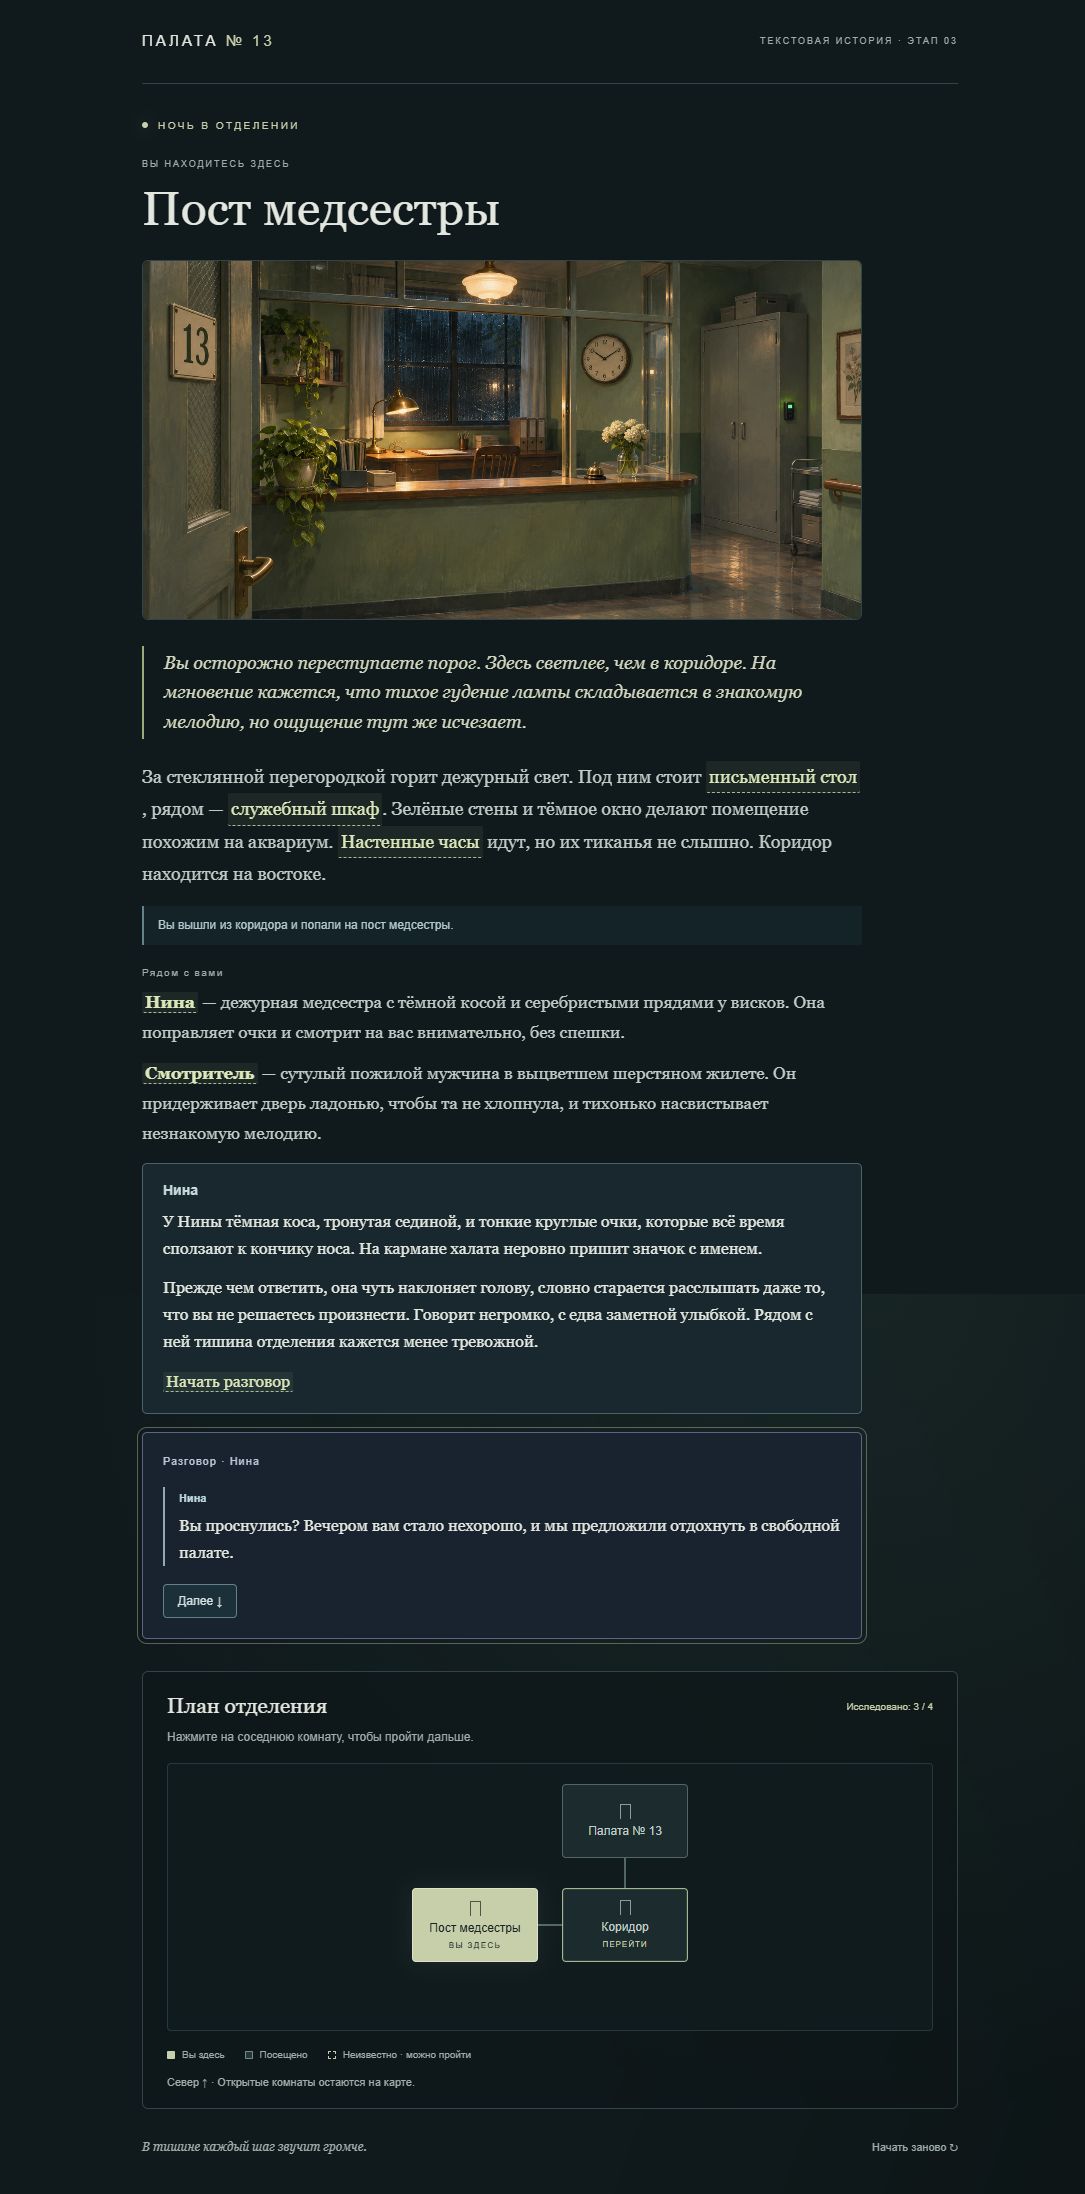 ПАЛАТА № 13
ТЕКСТОВАЯ ИСТОРИЯ · ЭТАП 03
НОЧЬ В ОТДЕЛЕНИИ
ВЫ НАХОДИТЕСЬ ЗДЕСЬ
Пост медсестры
13
Вы осторожно переступаете порог. Здесь светлее, чем в коридоре. На
мгновение кажется, что тихое гудение лампы складывается в знакомую
мелодию, но ощущение тут же исчезает.
За стеклянной перегородкой горит дежурный свет. Под ним стоит письменный стол
, рядом — служебный шкаф. Зелёные стены и тёмное окно делают помещение
похожим на аквариум. Настенные часы идут, но их тиканья не слышно. Коридор
находится на востоке.
Вы вышли из коридора и попали на пост медсестры.
Рядом с вами
Нина — дежурная медсестра с тёмной косой и серебристыми прядями у висков. Она
поправляет очки и смотрит на вас внимательно, без спешки.
Смотритель — сутулый пожилой мужчина в выцветшем шерстяном жилете. Он
придерживает дверь ладонью, чтобы та не хлопнула, и тихонько насвистывает
незнакомую мелодию.
Нина
У Нины тёмная коса, тронутая сединой, и тонкие круглые очки, которые всё время
сползают к кончику носа. На кармане халата неровно пришит значок с именем.
Прежде чем ответить, она чуть наклоняет голову, словно старается расслышать даже то,
что вы не решаетесь произнести. Говорит негромко, с едва заметной улыбкой. Рядом с
ней тишина отделения кажется менее тревожной.
Начать разговор
Разговор · Нина
Нина
Вы проснулись? Вечером вам стало нехорошо, и мы предложили отдохнуть в свободной
палате.
Далее ↓
План отделения
Исследовано: 3 / 4
Нажмите на соседнюю комнату, чтобы пройти дальше.
Палата № 13
Пост медсестры
ВЫ ЗДЕСЬ
Коридор
ПЕРЕЙТИ
Вы здесь
Посещено
Неизвестно · можно пройти
Север ↑ · Открытые комнаты остаются на карте.
В тишине каждый шаг звучит громче.
Начать заново ↻